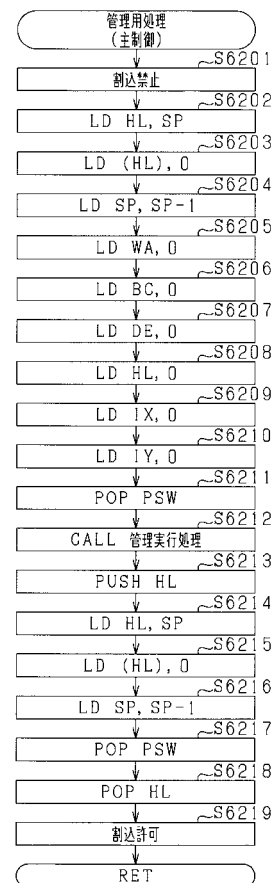 管理用処理
(主制御)
S6201
割込禁止
S6202
LD HL, SP
S6203
LD (HL), 0
S6204
LD SP, SP-1
S6205
LD WA, 0
S6206
LD BC, 0
S6207
LD DE, 0
S6208
LD HL, 0
S6209
LD IX, 0
S6210
LD IY, 0
S6211
POP PSW
S6212
CALL 管理実行処理
S6213
PUSH HL
S6214
LD HL, SP
S6215
LD (HL), 0
S6216
LD SP, SP-1
S6217
POP PSW
S6218
POP HL
S6219
割込許可
RET